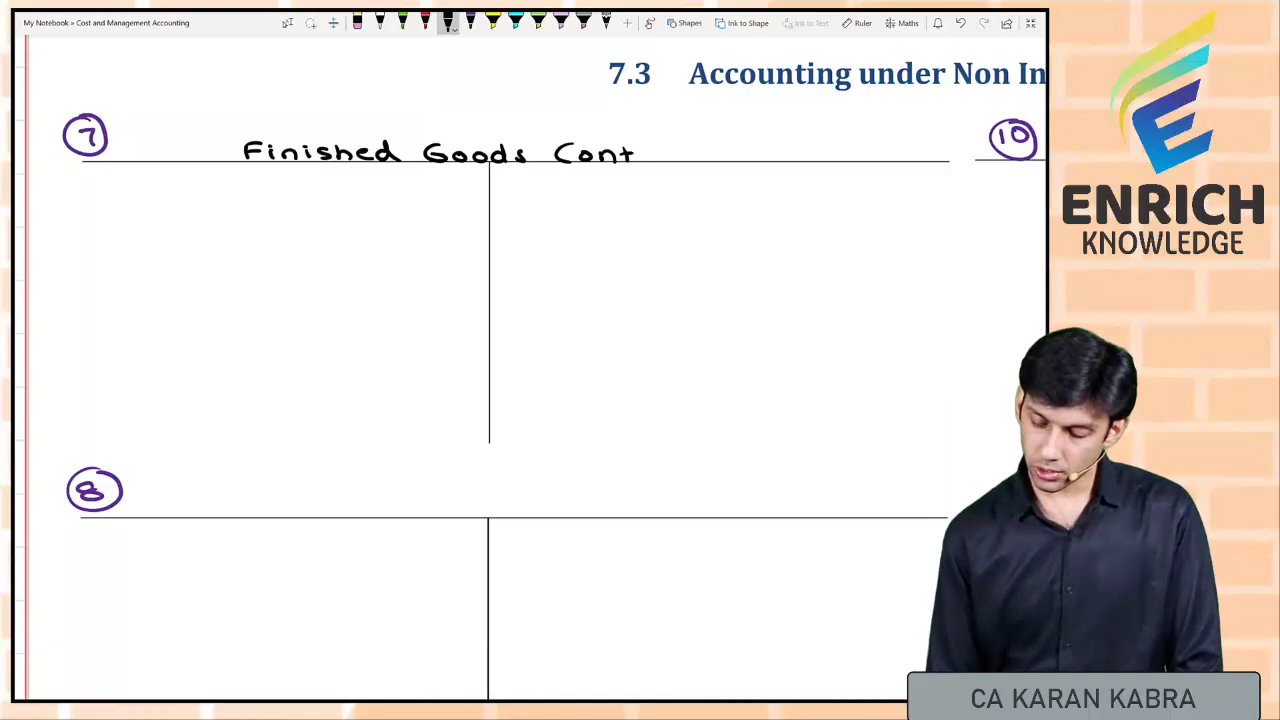 My Notebook » Cost and Management Accounting
Shapes
Ink to Shape
Ink to Text
Ruler
Maths
7.3 Accounting under Non In
7
Finished Goods Cont
10
8
ENRICH
KNOWLEDGE
CA KARAN KABRA